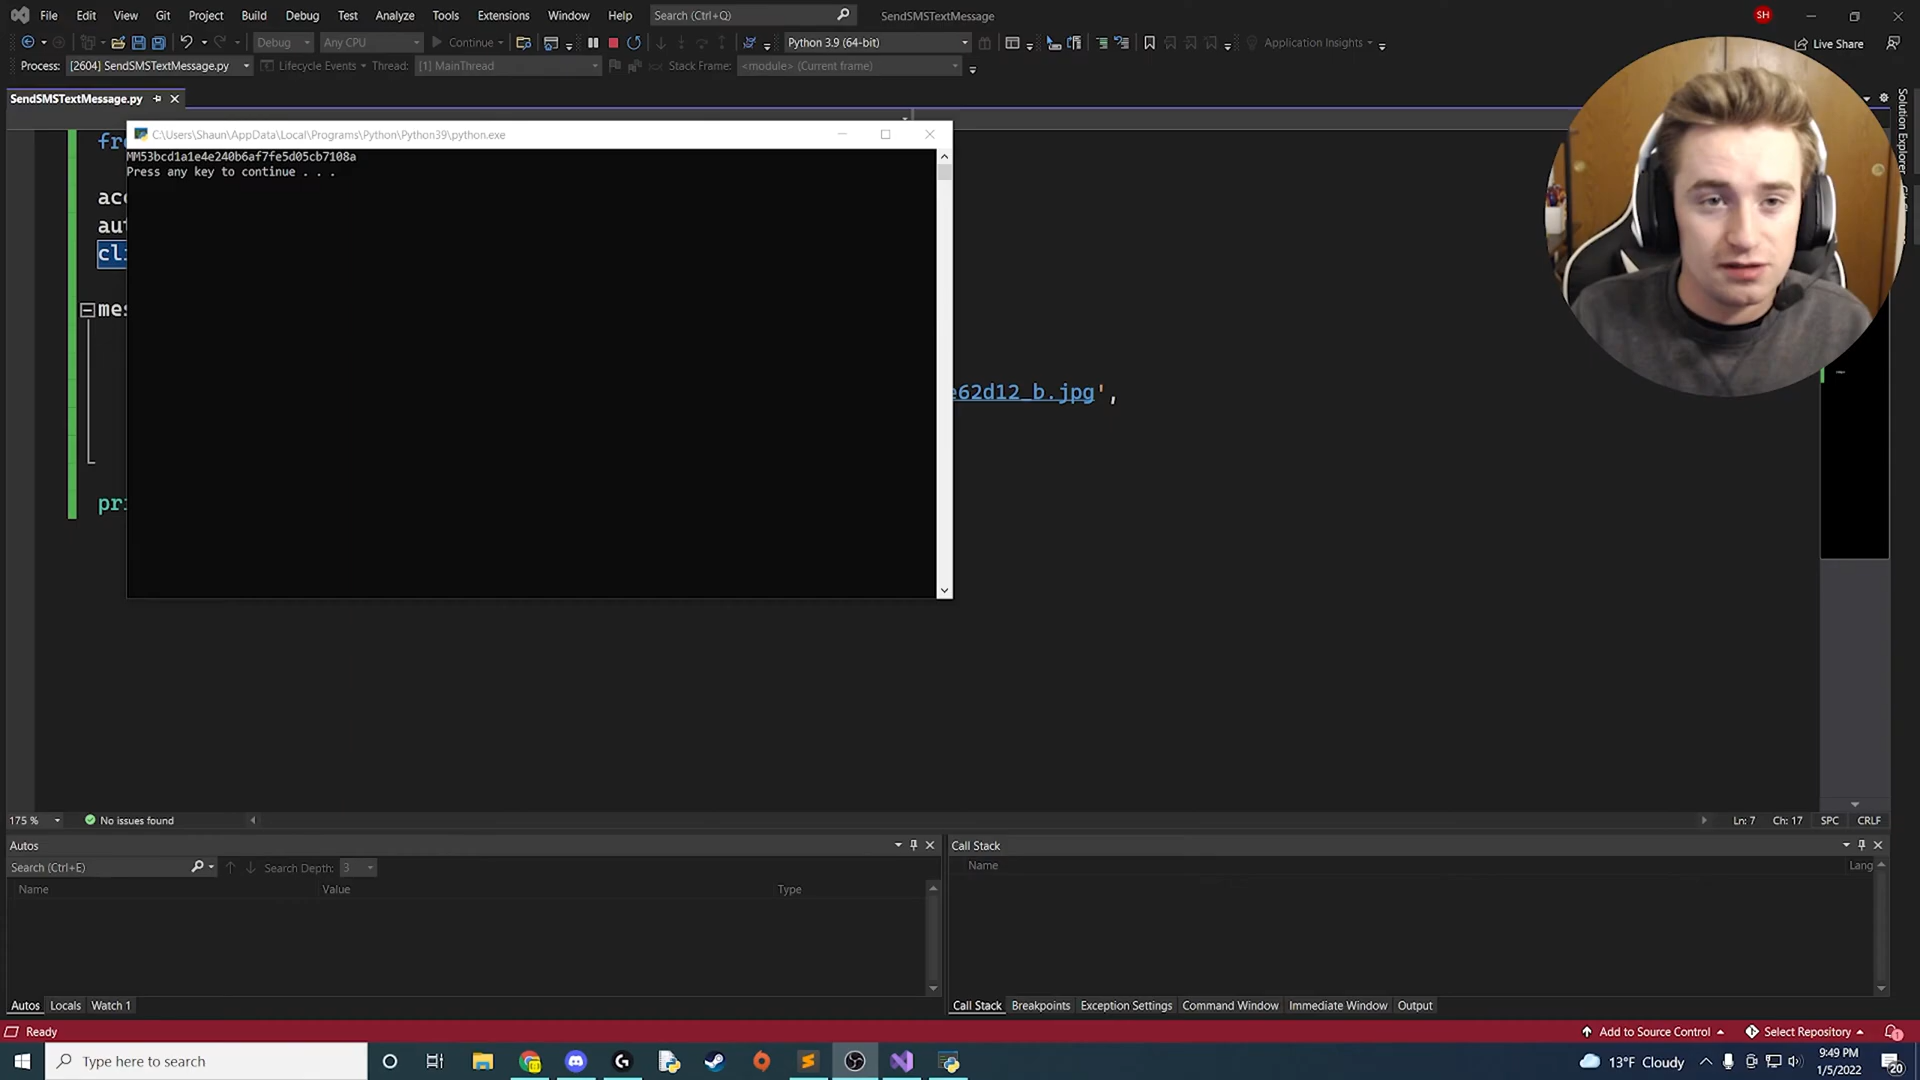 File Edit View Git Project Build Debug Test Analyze Tools Extensions Window Help Search (Ctrl+Q) SendSMSTextMessage SH
Debug Any CPU Continue Python 3.9 (64-bit) Application Insights Live Share
Process: [2604] SendSMSTextMessage.py Lifecycle Events Thread: [1] MainThread Stack Frame: <module> (Current frame)
SendSMSTextMessage.py
Solution Explorer
C:\Users\Shaun\AppData\Local\Programs\Python\Python39\python.exe
MM53bcd1a1e4e240b6af7fe5d05cb7108a
Press any key to continue . . .
e62d12_b.jpg',
175 % No issues found Ln: 7 Ch: 17 SPC CRLF
Autos
Search (Ctrl+E) Search Depth: 3
Name Value Type
Autos Locals Watch 1
Call Stack
Name Lang
Call Stack Breakpoints Exception Settings Command Window Immediate Window Output
Ready Add to Source Control Select Repository 1
Type here to search 13°F Cloudy 9:49 PM
1/5/2022 20